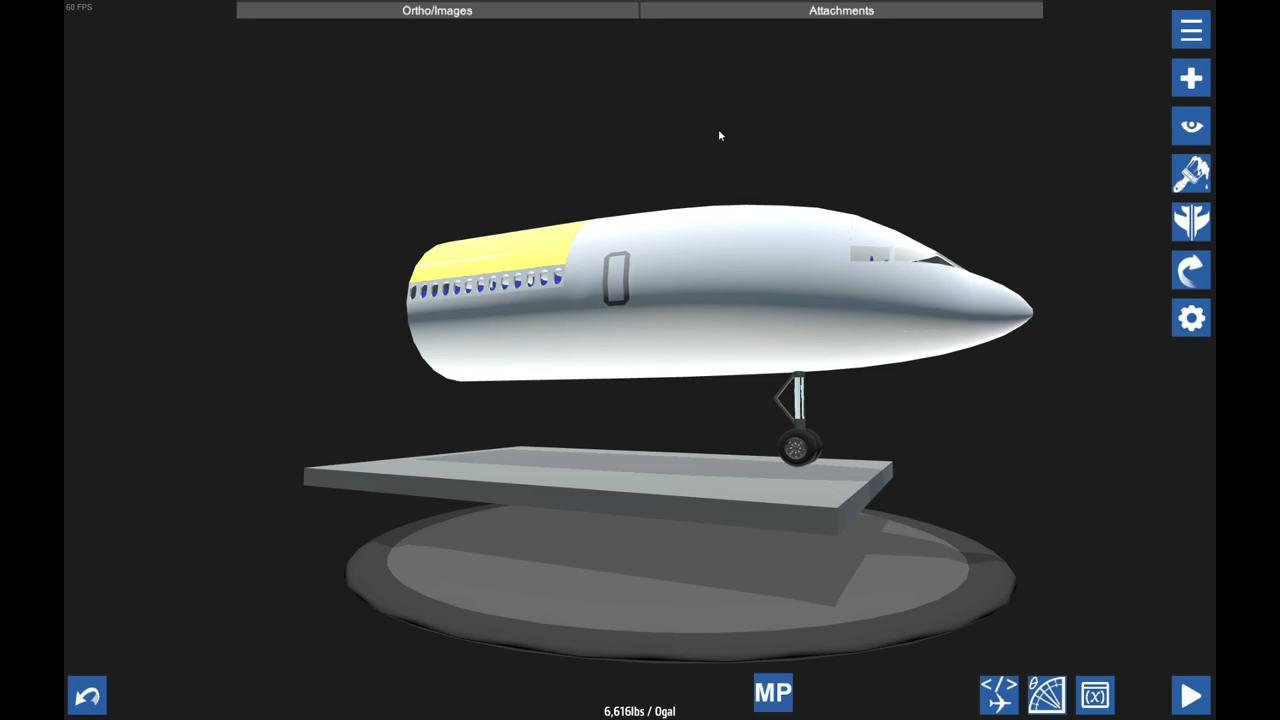 60 FPS
Ortho/Images
Attachments
MP
</>
(x)
6,616lbs / 0gal